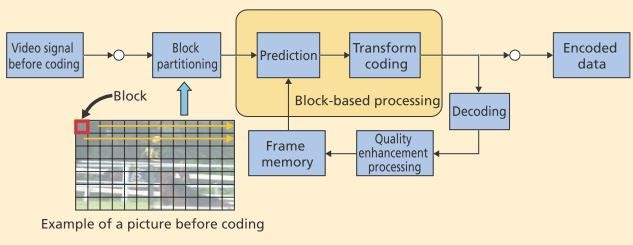 Video signal
before coding
Block
partitioning
Prediction
Transform
coding
Encoded
data
Block-based processing
Block
Decoding
Frame
memory
Quality
enhancement
processing
Example of a picture before coding